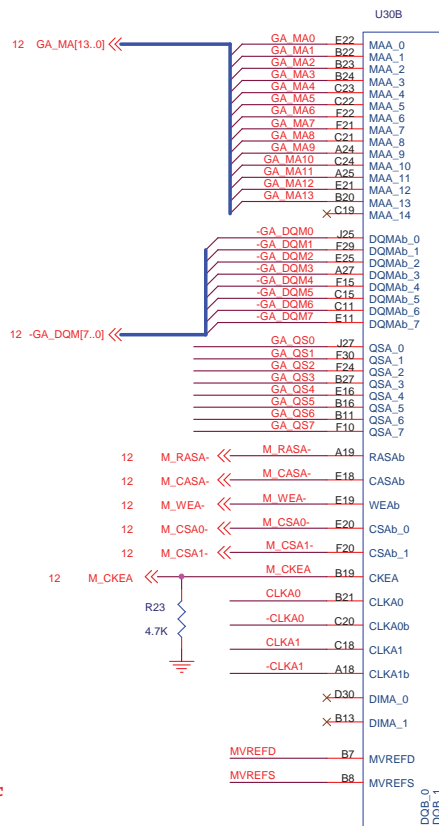 U30B
12 GA_MA[13..0]
GA_MA0 E22 MAA_0
GA_MA1 B22 MAA_1
GA_MA2 B23 MAA_2
GA_MA3 B24 MAA_3
GA_MA4 C23 MAA_4
GA_MA5 C22 MAA_5
GA_MA6 F22 MAA_6
GA_MA7 F21 MAA_7
GA_MA8 C21 MAA_8
GA_MA9 A24 MAA_9
GA_MA10 C24 MAA_10
GA_MA11 A25 MAA_11
GA_MA12 E21 MAA_12
GA_MA13 B20 MAA_13
C19 MAA_14
-GA_DQM0 J25 DQMAb_0
-GA_DQM1 F29 DQMAb_1
-GA_DQM2 E25 DQMAb_2
-GA_DQM3 A27 DQMAb_3
-GA_DQM4 F15 DQMAb_4
-GA_DQM5 C15 DQMAb_5
-GA_DQM6 C11 DQMAb_6
-GA_DQM7 E11 DQMAb_7
12 -GA_DQM[7..0]
GA_QS0 J27 QSA_0
GA_QS1 F30 QSA_1
GA_QS2 F24 QSA_2
GA_QS3 B27 QSA_3
GA_QS4 E16 QSA_4
GA_QS5 B16 QSA_5
GA_QS6 B11 QSA_6
GA_QS7 F10 QSA_7
12 M_RASA- M_RASA- A19 RASAb
12 M_CASA- M_CASA- E18 CASAb
12 M_WEA- M_WEA- E19 WEAb
12 M_CSA0- M_CSA0- E20 CSAb_0
12 M_CSA1- M_CSA1- F20 CSAb_1
12 M_CKEA M_CKEA B19 CKEA
R23
4.7K
CLKA0 B21 CLKA0
-CLKA0 C20 CLKA0b
CLKA1 C18 CLKA1
-CLKA1 A18 CLKA1b
D30 DIMA_0
B13 DIMA_1
MVREFD B7 MVREFD
MVREFS B8 MVREFS
DQB_0
DQB_1